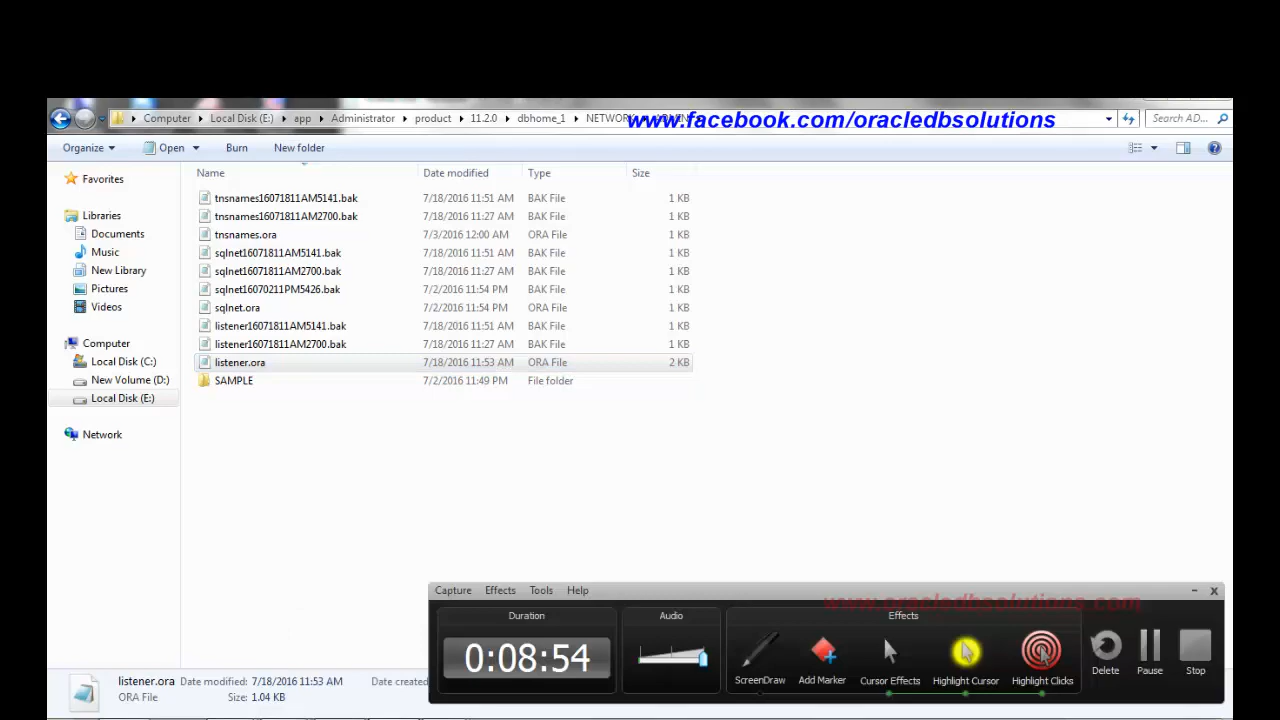 Computer Local Disk (E:) app Administrator product 11.2.0 dbhome_1 NETWORK
www.facebook.com/oracledbsolutions
Search AD...
Organize Open Burn New folder
Name Date modified Type Size
Favorites
Libraries
Documents
Music
New Library
Pictures
Videos
Computer
Local Disk (C:)
New Volume (D:)
Local Disk (E:)
Network
tnsnames16071811AM5141.bak 7/18/2016 11:51 AM BAK File 1 KB
tnsnames16071811AM2700.bak 7/18/2016 11:27 AM BAK File 1 KB
tnsnames.ora 7/3/2016 12:00 AM ORA File 1 KB
sqlnet16071811AM5141.bak 7/18/2016 11:51 AM BAK File 1 KB
sqlnet16071811AM2700.bak 7/18/2016 11:27 AM BAK File 1 KB
sqlnet16070211PM5426.bak 7/2/2016 11:54 PM BAK File 1 KB
sqlnet.ora 7/2/2016 11:54 PM ORA File 1 KB
listener16071811AM5141.bak 7/18/2016 11:51 AM BAK File 1 KB
listener16071811AM2700.bak 7/18/2016 11:27 AM BAK File 1 KB
listener.ora 7/18/2016 11:53 AM ORA File 2 KB
SAMPLE 7/2/2016 11:49 PM File folder
Capture Effects Tools Help
www.oracledbsolutions.com
Duration Audio Effects
0:08:54
ScreenDraw Add Marker Cursor Effects Highlight Cursor Highlight Clicks Delete Pause Stop
listener.ora Date modified: 7/18/2016 11:53 AM Date created
ORA File Size: 1.04 KB